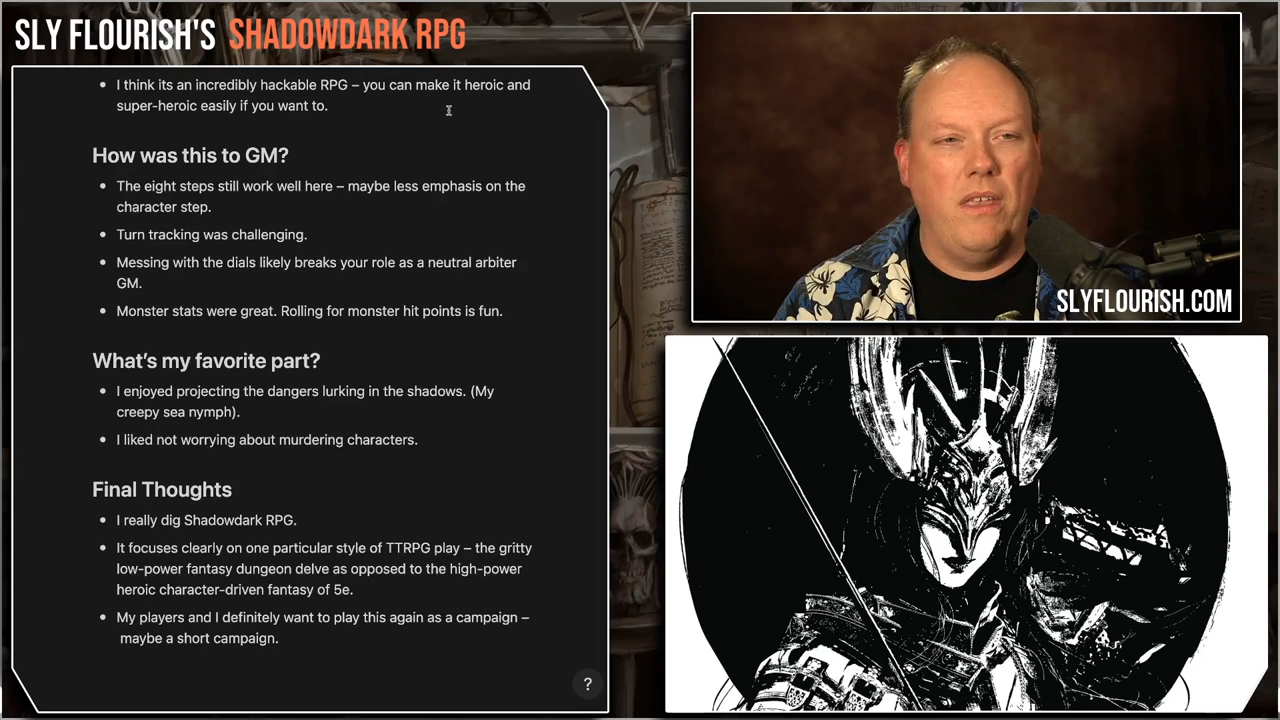 SLY FLOURISH'S SHADOWDARK RPG
• I think its an incredibly hackable RPG – you can make it heroic and
super-heroic easily if you want to.
How was this to GM?
• The eight steps still work well here – maybe less emphasis on the
character step.
• Turn tracking was challenging.
• Messing with the dials likely breaks your role as a neutral arbiter
GM.
• Monster stats were great. Rolling for monster hit points is fun.
What's my favorite part?
• I enjoyed projecting the dangers lurking in the shadows. (My
creepy sea nymph).
• I liked not worrying about murdering characters.
Final Thoughts
• I really dig Shadowdark RPG.
• It focuses clearly on one particular style of TTRPG play – the gritty
low-power fantasy dungeon delve as opposed to the high-power
heroic character-driven fantasy of 5e.
• My players and I definitely want to play this again as a campaign –
maybe a short campaign.
?
SLYFLOURISH.COM